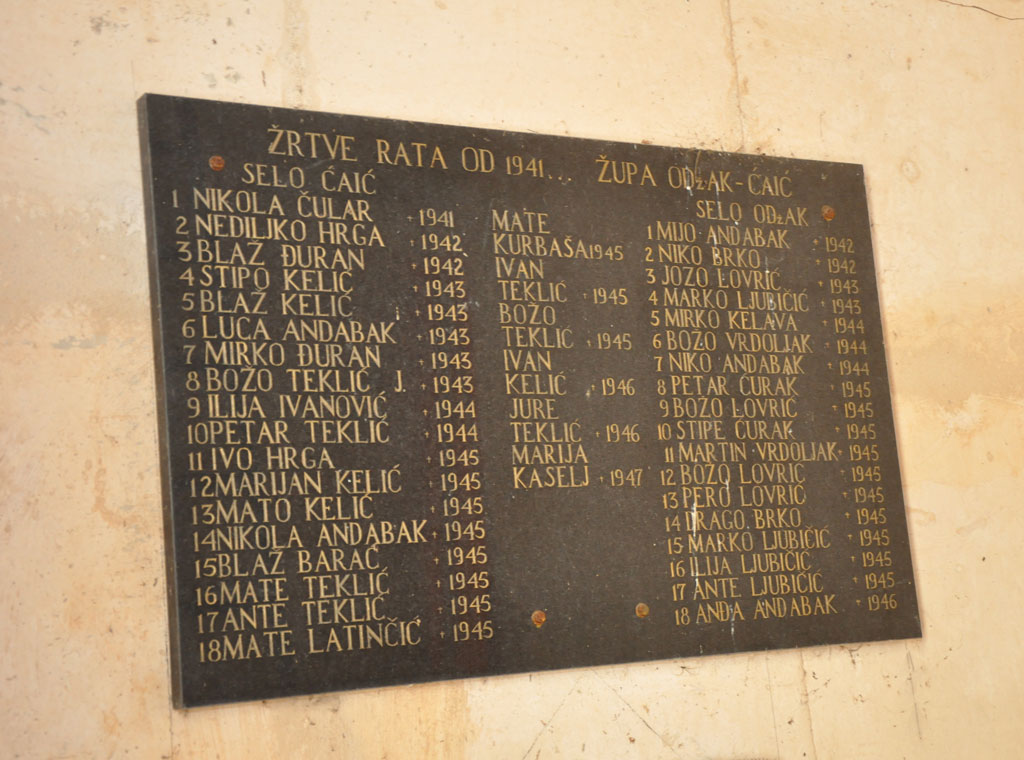 ŽRTVE RATA OD 1941... ŽUPA ODžAK-ĆAIĆ
SELO ĆAIĆ
1 NIKOLA ČULAR + 1941
2 NEDILJKO HRGA + 1942
3 BLAŽ ĐURAN + 1942
4 STIPO KELIĆ + 1943
5 BLAŽ KELIĆ + 1943
6 LUCA ANDABAK + 1943
7 MIRKO ĐURAN + 1943
8 BOŽO TEKLIĆ J. + 1943
9 ILIJA IVANOVIĆ + 1944
10 PETAR TEKLIĆ + 1944
11 IVO HRGA + 1945
12 MARIJAN KELIĆ + 1945
13 MATO KELIĆ + 1945
14 NIKOLA ANDABAK + 1945
15 BLAŽ BARAĆ + 1945
16 MATE TEKLIĆ + 1945
17 ANTE TEKLIĆ + 1945
18 MATE LATINČIĆ + 1945
MATE
KURBAŠA 1945
IVAN
TEKLIĆ + 1945
BOŽO
TEKLIĆ + 1945
IVAN
KELIĆ + 1946
JURE
TEKLIĆ + 1946
MARIJA
KASELJ + 1947
SELO ODžAK
1 MIJO ANDABAK + 1942
2 NIKO BRKO + 1942
3 JOZO LOVRIĆ + 1943
4 MARKO LJUBIČIĆ + 1943
5 MIRKO KELAVA + 1944
6 BOŽO VRDOLJAK + 1944
7 NIKO ANDABAK + 1944
8 PETAR ĆURAK + 1945
9 BOŽO LOVRIĆ + 1945
10 STIPE ĆURAK + 1945
11 MARTIN VRDOLJAK + 1945
12 BOŽO LOVRIĆ + 1945
13 PERO LOVRIĆ + 1945
14 DRAGO BRKO + 1945
15 MARKO LJUBIČIĆ + 1945
16 ILIJA LJUBIČIĆ + 1945
17 ANTE LJUBIČIĆ + 1945
18 ANĐA ANDABAK + 1946